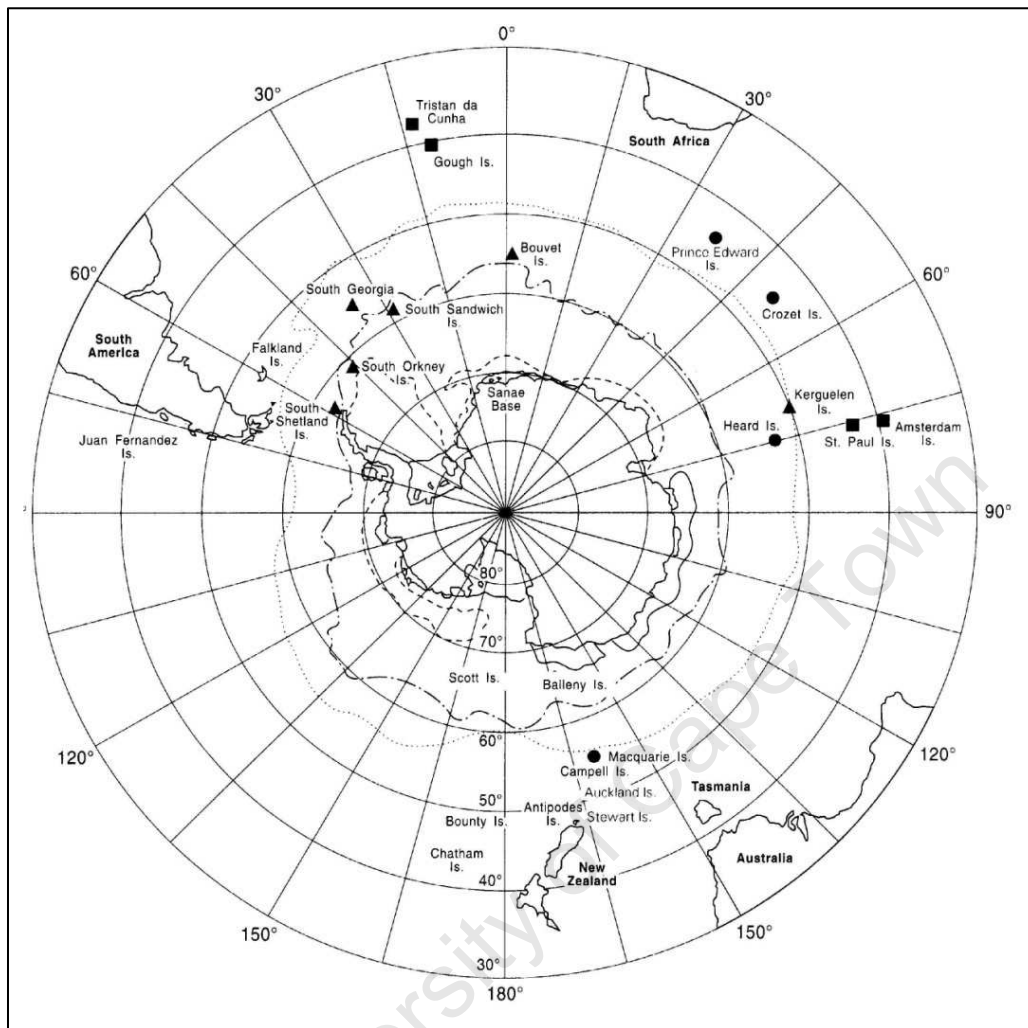 0°
30°
30°
Tristan da
Cunha
South Africa
Gough Is.
Prince Edward
Is.
Bouvet
Is.
60°
60°
South Georgia
South Sandwich
Is.
Crozet Is.
South
America
Falkland
Is.
South Orkney
Is.
Sanae
Base
Kerguelen
Is.
South
Shetland
Is.
Heard Is.
St. Paul Is.
Amsterdam
Is.
Juan Fernandez
Is.
90°
80°
70°
Scott Is.
Balleny Is.
60°
120°
120°
Macquarie Is.
Campell Is.
Tasmania
Auckland Is.
50°
Antipodes
Is.
Bounty Is.
Stewart Is.
Chatham
Is.
Australia
New
Zealand
40°
150°
150°
30°
180°
University of Cape Town